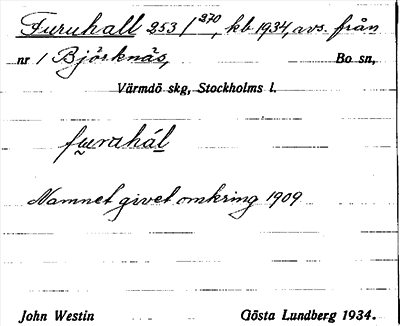 Furuhall 253 / 270, kb 1934, avs. från
nr 1 Björknäs, Bo sn,
Värmdö skg, Stockholms l.
furuhál
Namnet givet omkring 1909
John Westin Gösta Lundberg 1934.